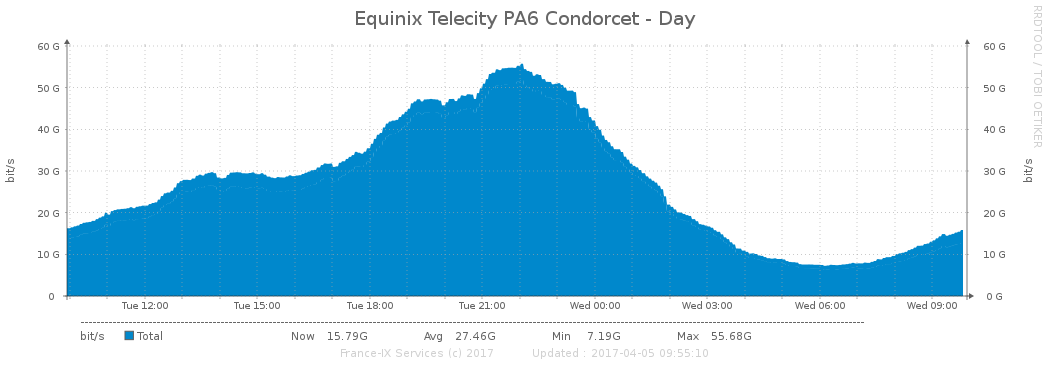 Equinix Telecity PA6 Condorcet - Day
RRDTOOL / TOBI OETIKER
60 G 60 G
50 G 50 G
40 G 40 G
30 G 30 G
20 G 20 G
10 G 10 G
0 0 G
bit/s
bit/s
Tue 12:00 Tue 15:00 Tue 18:00 Tue 21:00 Wed 00:00 Wed 03:00 Wed 06:00 Wed 09:00
bit/s Total Now 15.79G Avg 27.46G Min 7.19G Max 55.68G
France-IX Services (c) 2017 Updated : 2017-04-05 09:55:10